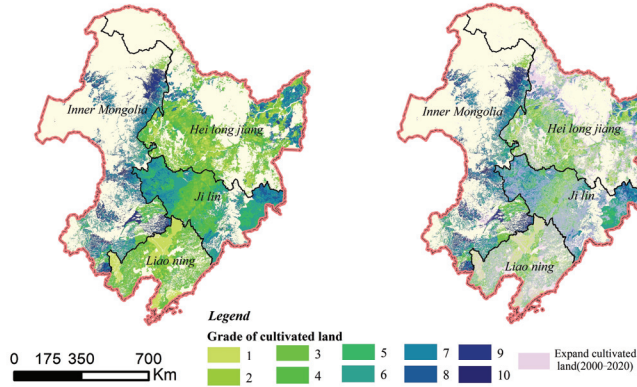 Inner Mongolia
Hei long jiang
Ji lin
Liao ning
Inner Mongolia
Hei long jiang
Ji lin
Liao ning
Legend
Grade of cultivated land
1 3 5 7 9 Expand cultivated
2 4 6 8 10 land(2000-2020)
0 175 350 700
Km